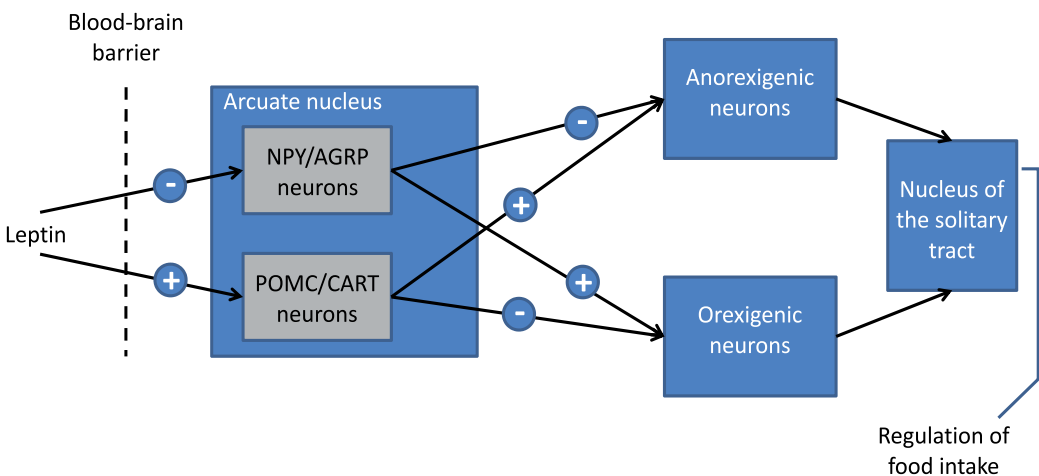 Blood-brain
barrier
Arcuate nucleus
NPY/AGRP
neurons
POMC/CART
neurons
Leptin
-
+
-
+
+
-
Anorexigenic
neurons
Orexigenic
neurons
Nucleus of
the solitary
tract
Regulation of
food intake